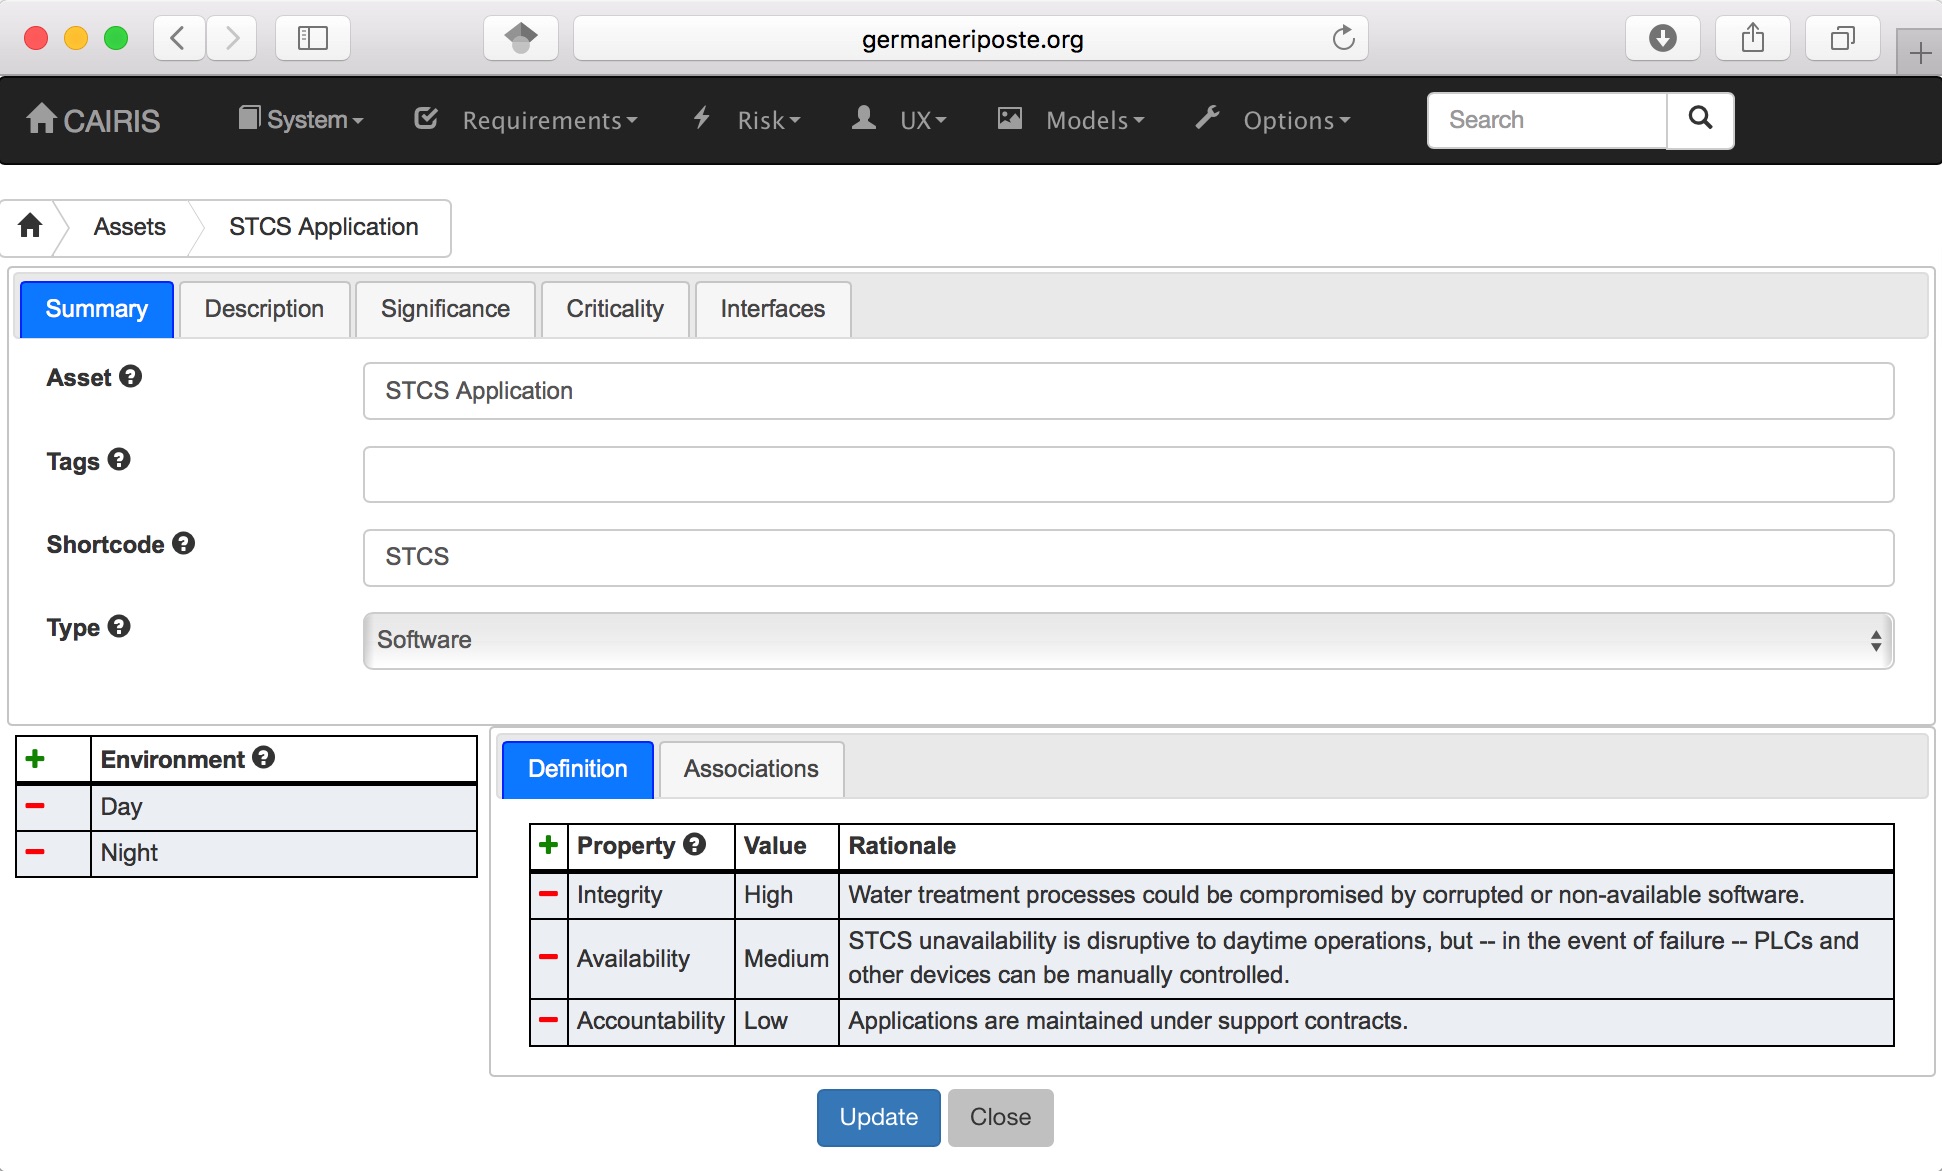 germaneriposte.org
CAIRIS System Requirements Risk UX Models Options Search
Assets STCS Application
Summary Description Significance Criticality Interfaces
Asset STCS Application
Tags
Shortcode STCS
Type Software
Environment
Day
Night
Definition Associations
Property Value Rationale
Integrity High Water treatment processes could be compromised by corrupted or non-available software.
Availability Medium STCS unavailability is disruptive to daytime operations, but -- in the event of failure -- PLCs and
other devices can be manually controlled.
Accountability Low Applications are maintained under support contracts.
Update Close